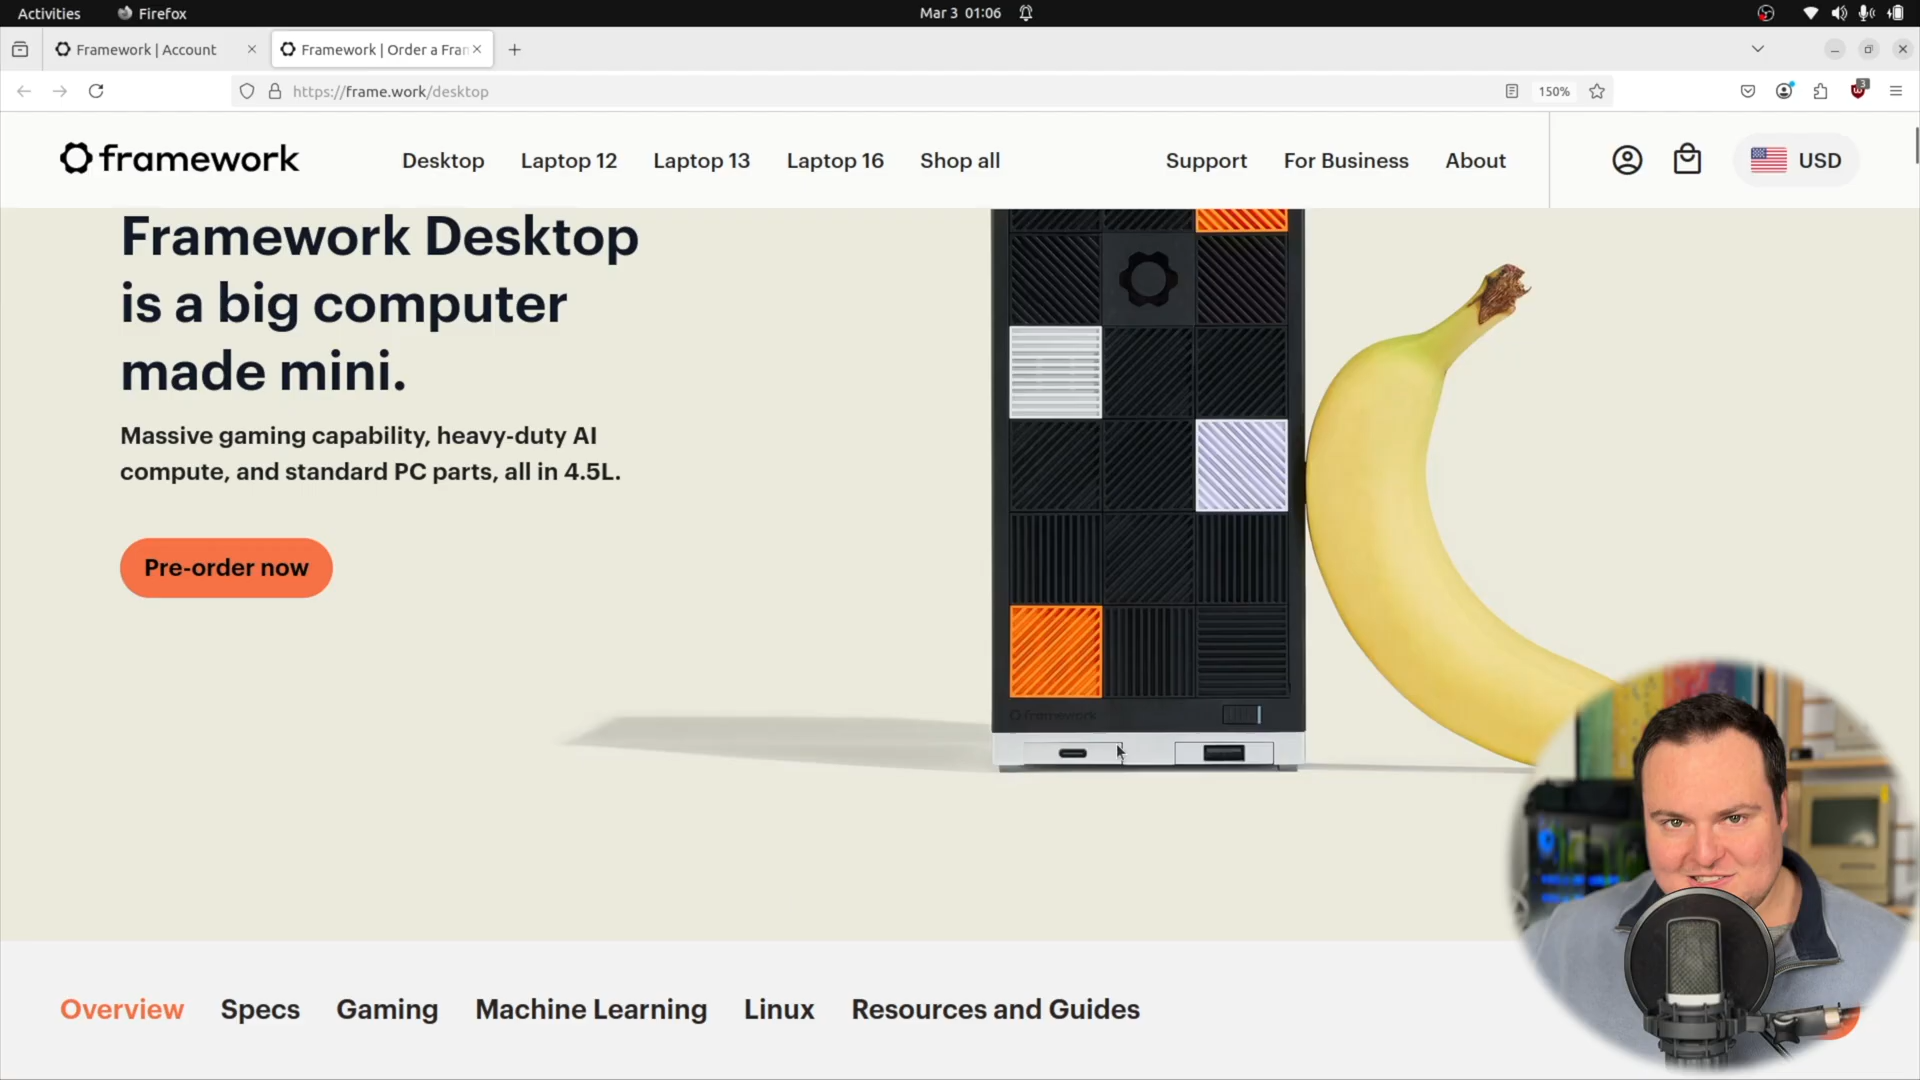 Activities
Firefox
Mar 3 01:06
Framework | Account
Framework | Order a Fran
https://frame.work/desktop
150%
3
framework
Desktop
Laptop 12
Laptop 13
Laptop 16
Shop all
Support
For Business
About
USD
Framework Desktop
is a big computer
made mini.
Massive gaming capability, heavy-duty AI
compute, and standard PC parts, all in 4.5L.
Pre-order now
framework
Overview
Specs
Gaming
Machine Learning
Linux
Resources and Guides